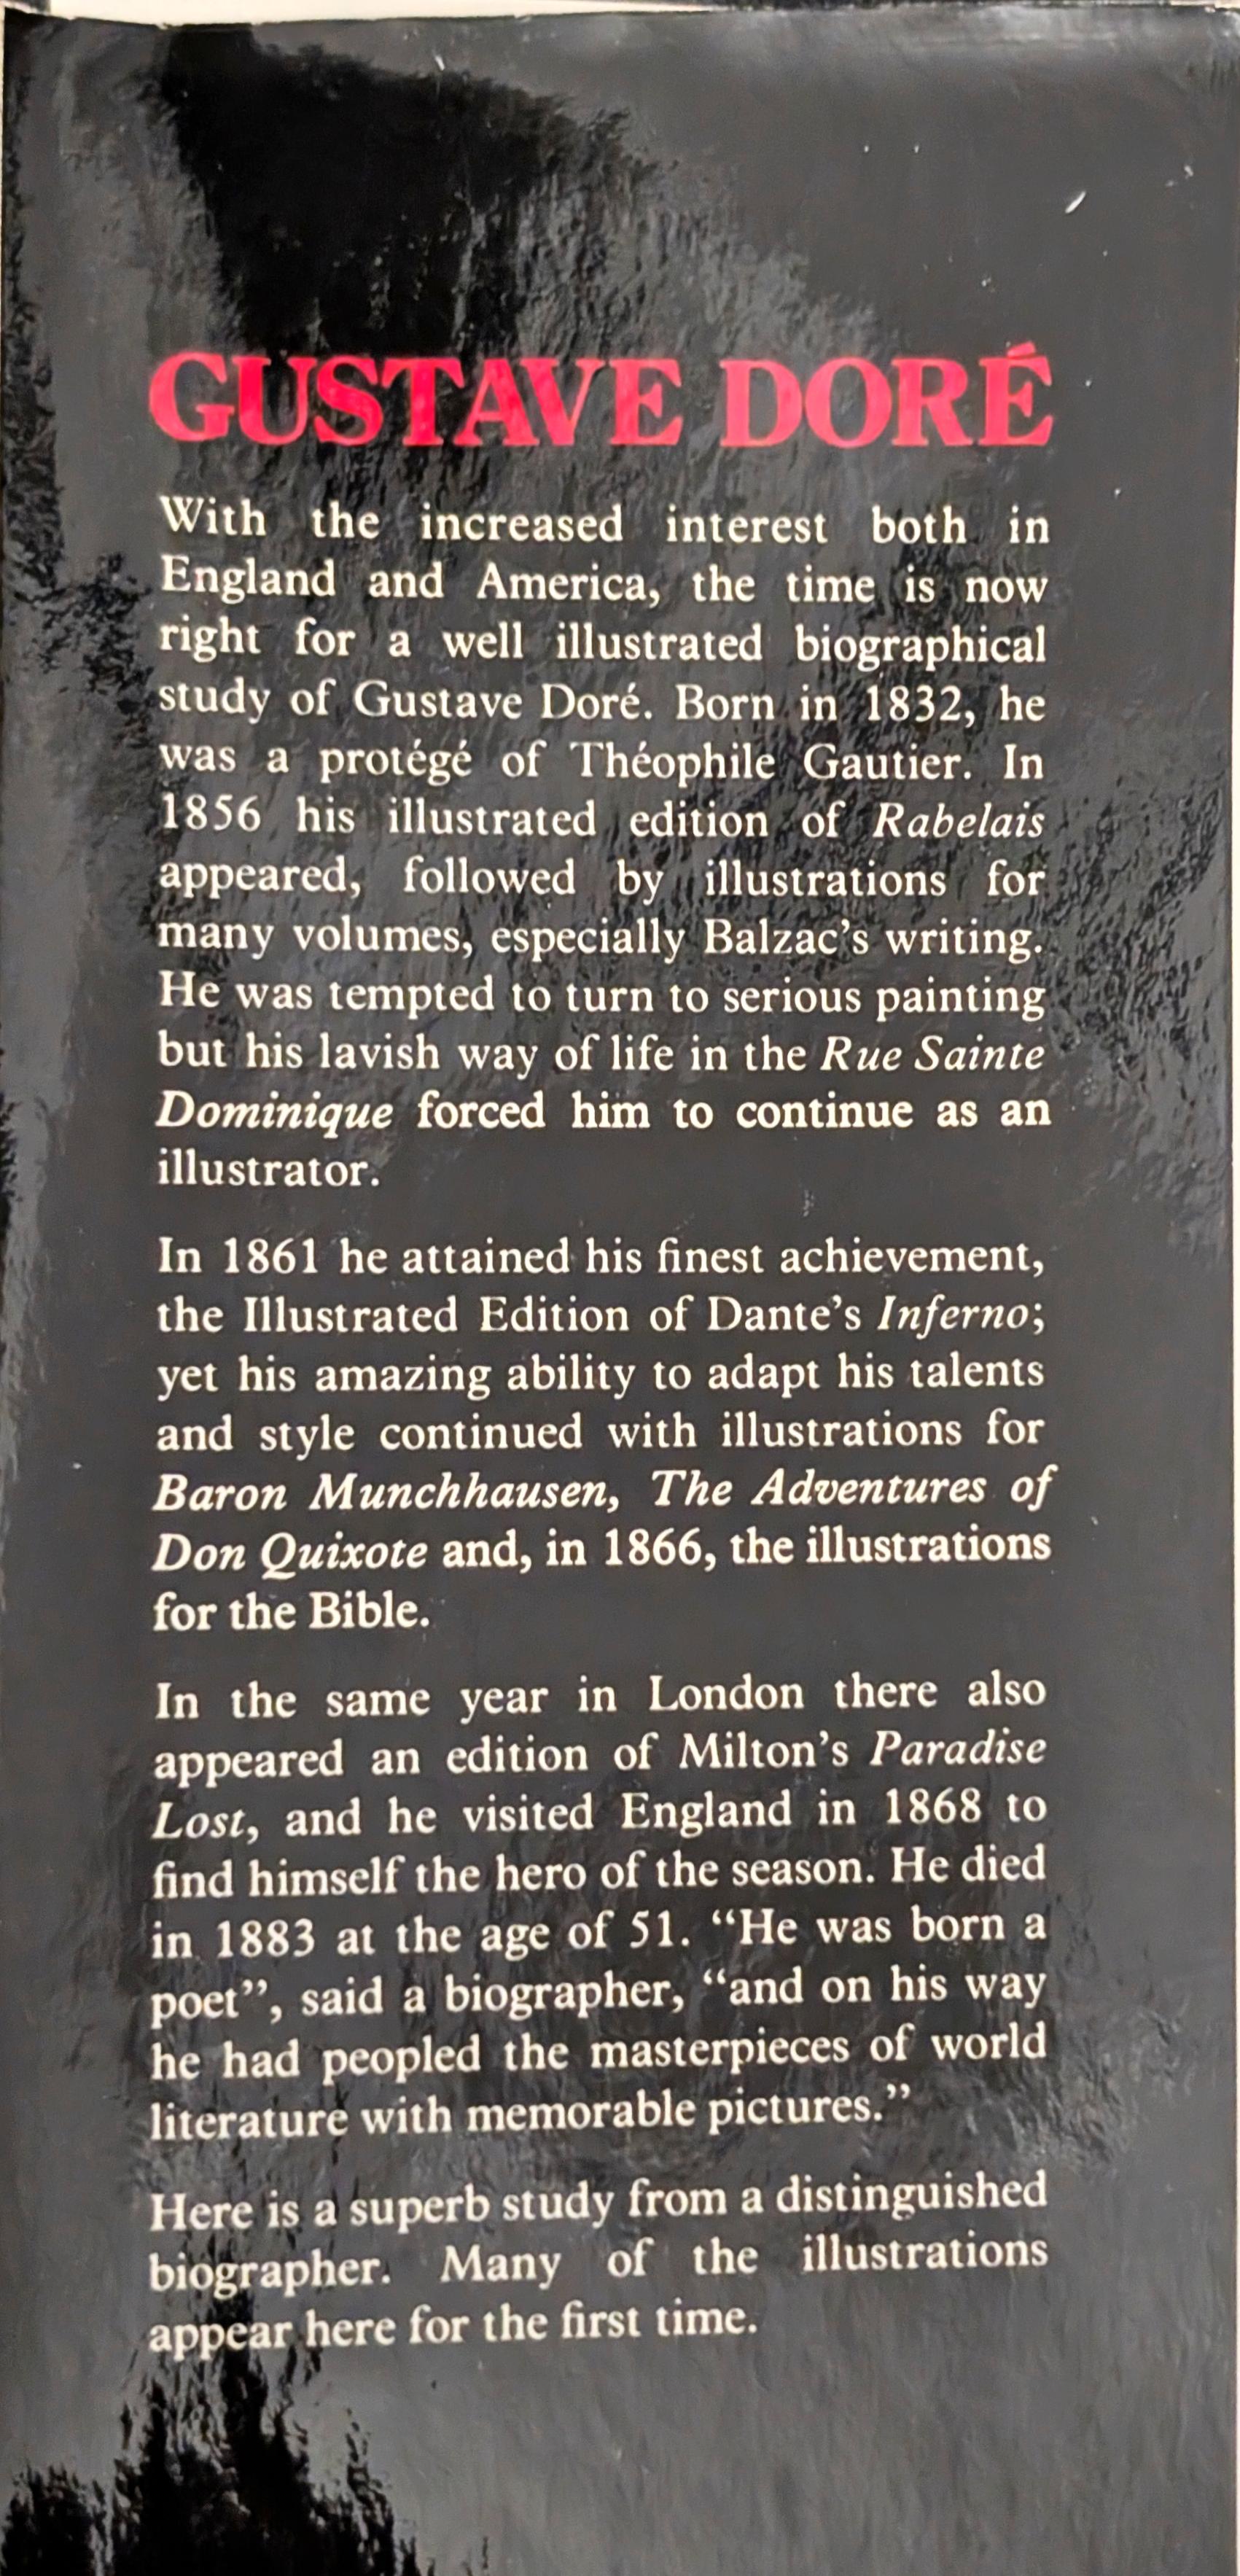 GUSTAVE DORÉ
With the increased interest both in
England and America, the time is now
right for a well illustrated biographical
study of Gustave Doré. Born in 1832, he
was a protégé of Théophile Gautier. In
1856 his illustrated edition of Rabelais
appeared, followed by illustrations for
many volumes, especially Balzac's writing.
He was tempted to turn to serious painting
but his lavish way of life in the Rue Sainte
Dominique forced him to continue as an
illustrator.
In 1861 he attained his finest achievement,
the Illustrated Edition of Dante's Inferno;
yet his amazing ability to adapt his talents
and style continued with illustrations for
Baron Munchhausen, The Adventures of
Don Quixote and, in 1866, the illustrations
for the Bible.
In the same year in London there also
appeared an edition of Milton's Paradise
Lost, and he visited England in 1868 to
find himself the hero of the season. He died
in 1883 at the age of 51. “He was born a
poet”, said a biographer, “and on his way
he had peopled the masterpieces of world
literature with memorable pictures.”
Here is a superb study from a distinguished
biographer. Many of the illustrations
appear here for the first time.